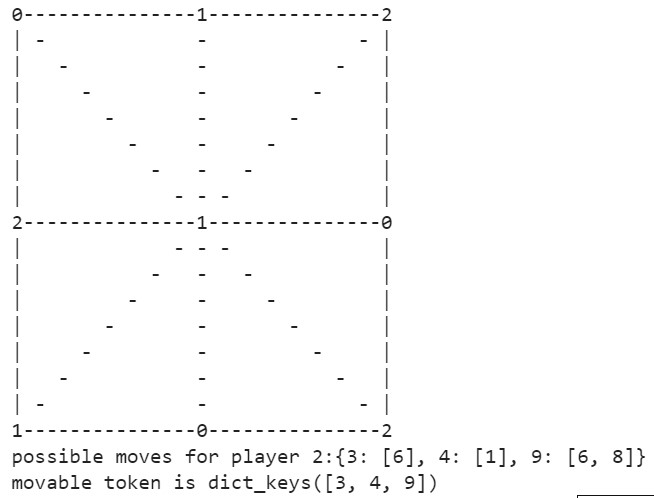 0---------------1---------------2
| -             -             - |
|   -           -           -   |
|     -         -         -     |
|       -       -       -       |
|         -     -     -         |
|           -   -   -           |
|             - - -             |
2---------------1---------------0
|             - - -             |
|           -   -   -           |
|         -     -     -         |
|       -       -       -       |
|     -         -         -     |
|   -           -           -   |
| -             -             - |
1---------------0---------------2
possible moves for player 2:{3: [6], 4: [1], 9: [6, 8]}
movable token is dict_keys([3, 4, 9])